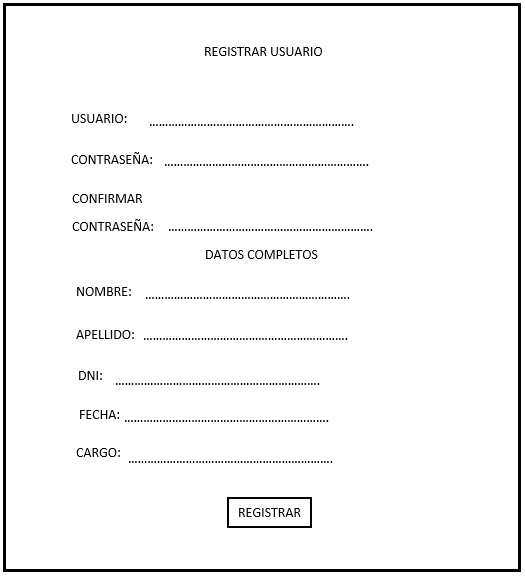 REGISTRAR USUARIO
USUARIO: ………………………………………………………..
CONTRASEÑA: ………………………………………………………..
CONFIRMAR
CONTRASEÑA: ………………………………………………………..
DATOS COMPLETOS
NOMBRE: ………………………………………………………..
APELLIDO: ………………………………………………………..
DNI: ………………………………………………………..
FECHA: ………………………………………………………..
CARGO: ………………………………………………………..
REGISTRAR